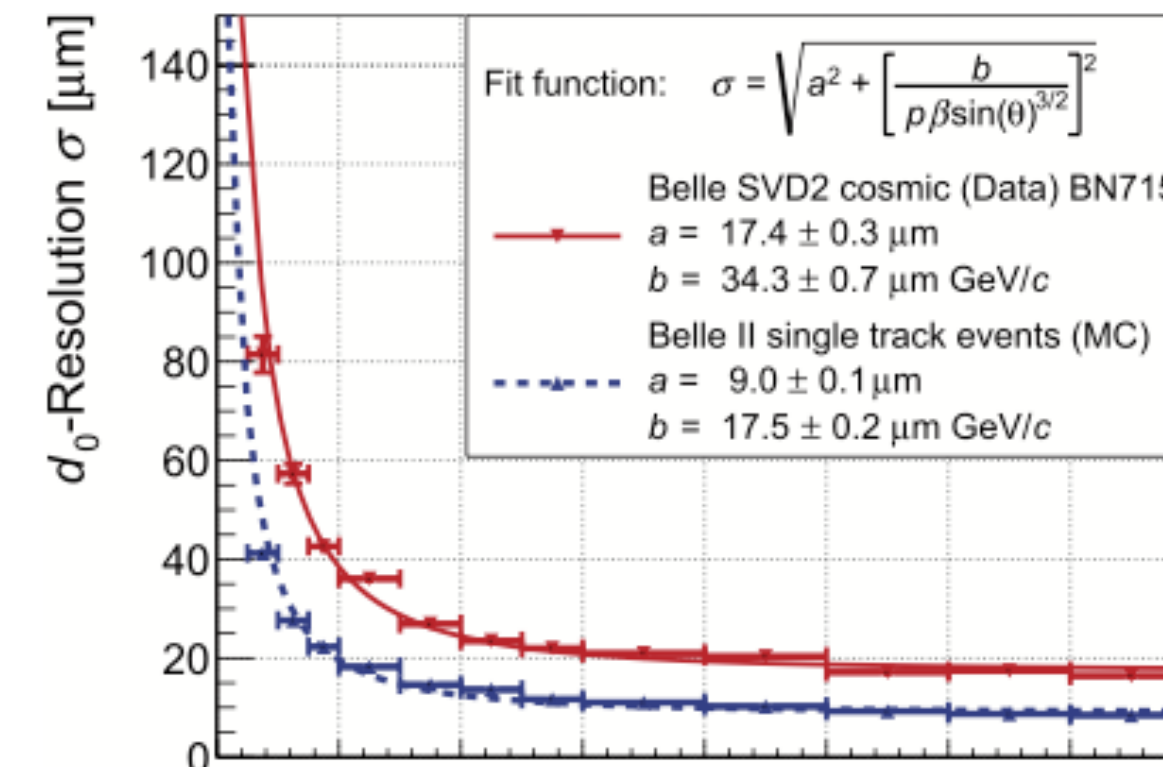 d₀-Resolution σ [μm]
140
120
100
80
60
40
20
0
Fit function: σ = √a² + [b / pβsin(θ)^3/2]²
Belle SVD2 cosmic (Data) BN715
a = 17.4 ± 0.3 μm
b = 34.3 ± 0.7 μm GeV/c
Belle II single track events (MC)
a = 9.0 ± 0.1 μm
b = 17.5 ± 0.2 μm GeV/c